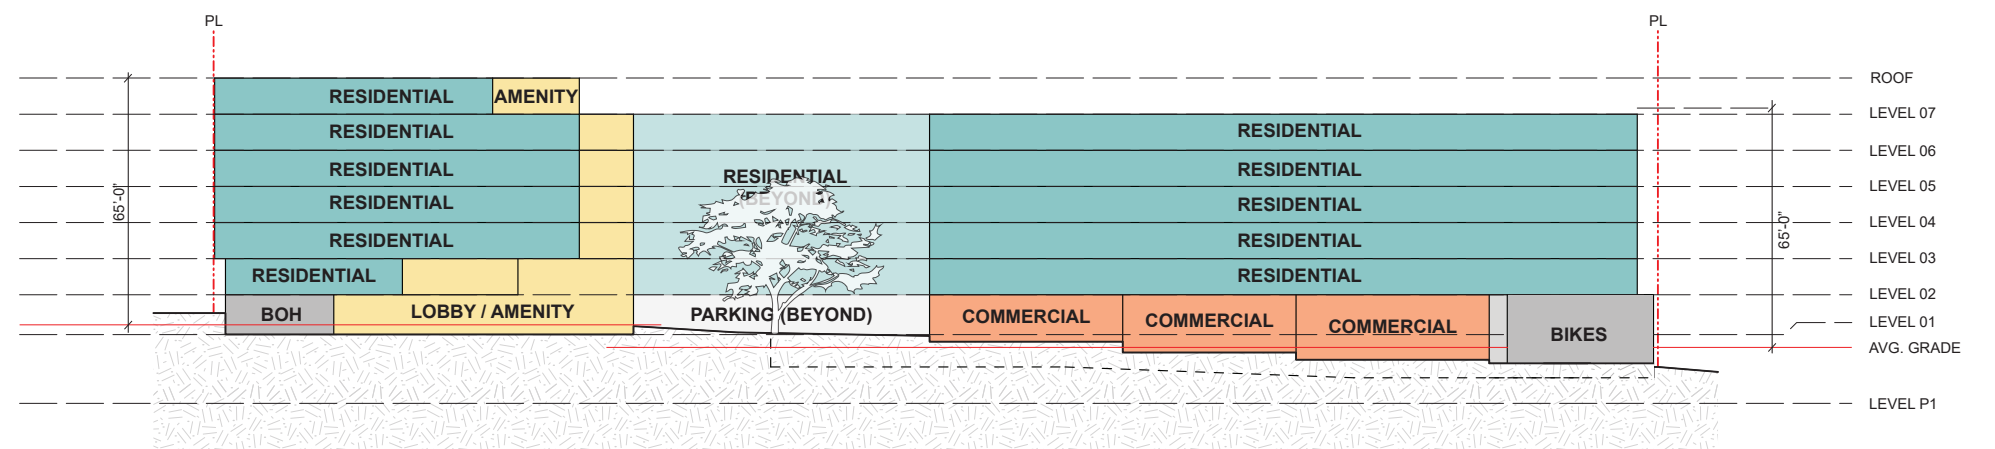 PL
PL
ROOF
RESIDENTIAL
AMENITY
LEVEL 07
RESIDENTIAL
RESIDENTIAL
LEVEL 06
RESIDENTIAL
RESIDENTIAL
RESIDENTIAL
(BEYOND)
LEVEL 05
65'-0"
RESIDENTIAL
RESIDENTIAL
LEVEL 04
65'-0"
RESIDENTIAL
RESIDENTIAL
LEVEL 03
RESIDENTIAL
RESIDENTIAL
LEVEL 02
BOH
LOBBY / AMENITY
PARKING (BEYOND)
COMMERCIAL
COMMERCIAL
COMMERCIAL
BIKES
LEVEL 01
AVG. GRADE
LEVEL P1